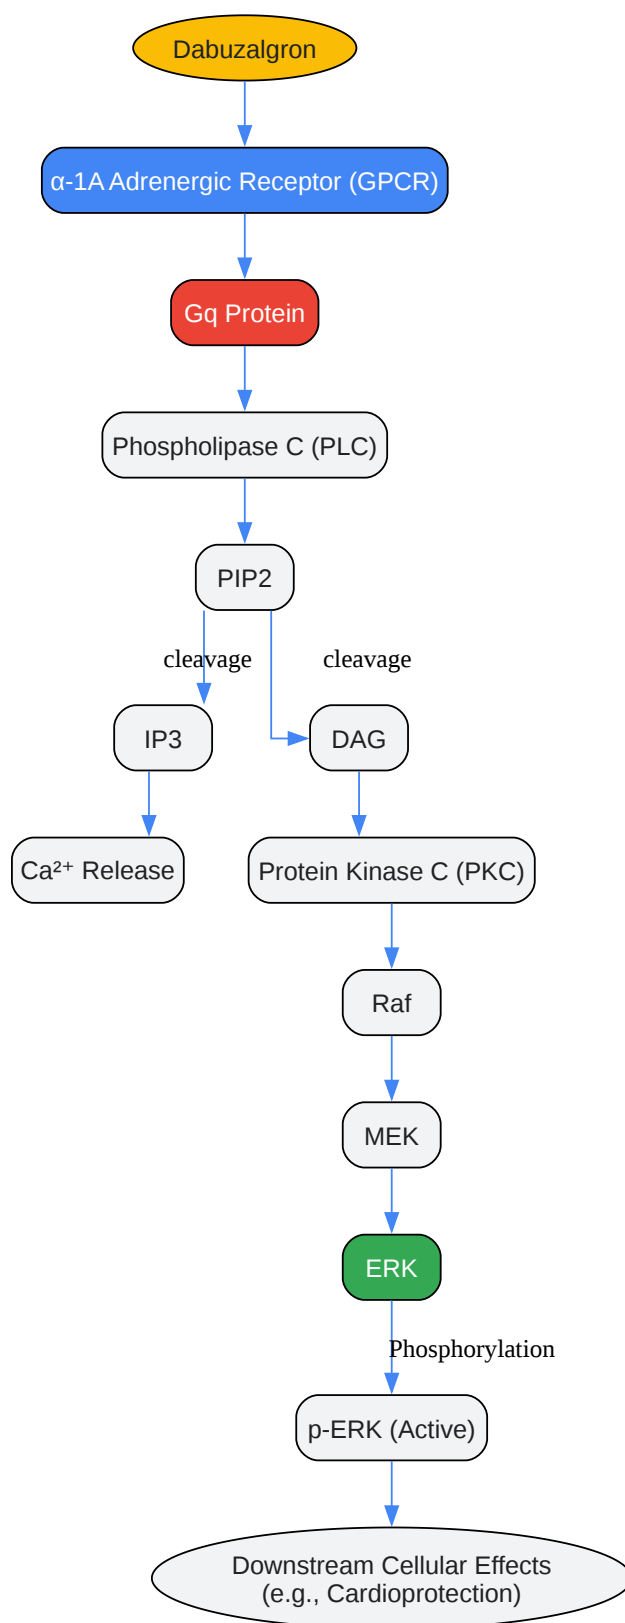 Dabuzalgron
α-1A Adrenergic Receptor (GPCR)
Gq Protein
Phospholipase C (PLC)
PIP2
cleavage
cleavage
IP3
DAG
Ca²⁺ Release
Protein Kinase C (PKC)
Raf
MEK
ERK
Phosphorylation
p-ERK (Active)
Downstream Cellular Effects
(e.g., Cardioprotection)